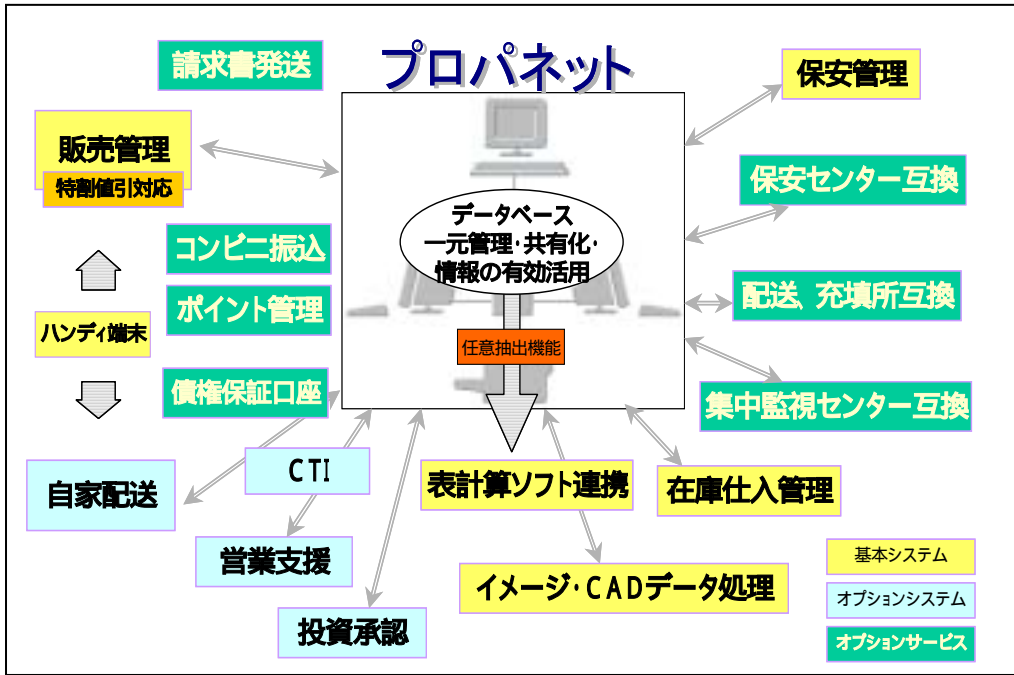 プロパネット
請求書発送
保安管理
販売管理
特割値引対応
保安センター互換
データベース
一元管理・共有化・
情報の有効活用
コンビニ振込
ポイント管理
配送、充填所互換
ハンディ端末
任意抽出機能
債権保証口座
集中監視センター互換
CTI
自家配送
表計算ソフト連携
在庫仕入管理
営業支援
イメージ・CADデータ処理
投資承認
基本システム
オプションシステム
オプションサービス